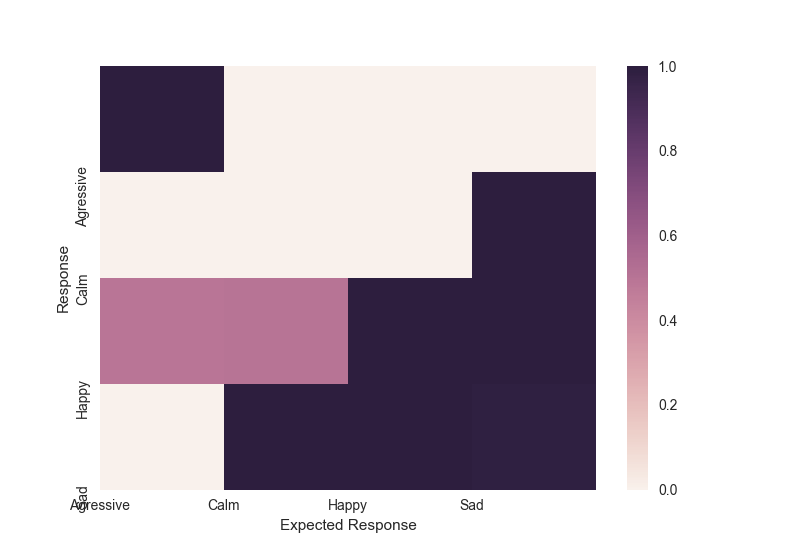 Response
Agressive
Calm
Happy
Sad
Agressive
Calm
Happy
Sad
Expected Response
1.0
0.8
0.6
0.4
0.2
0.0